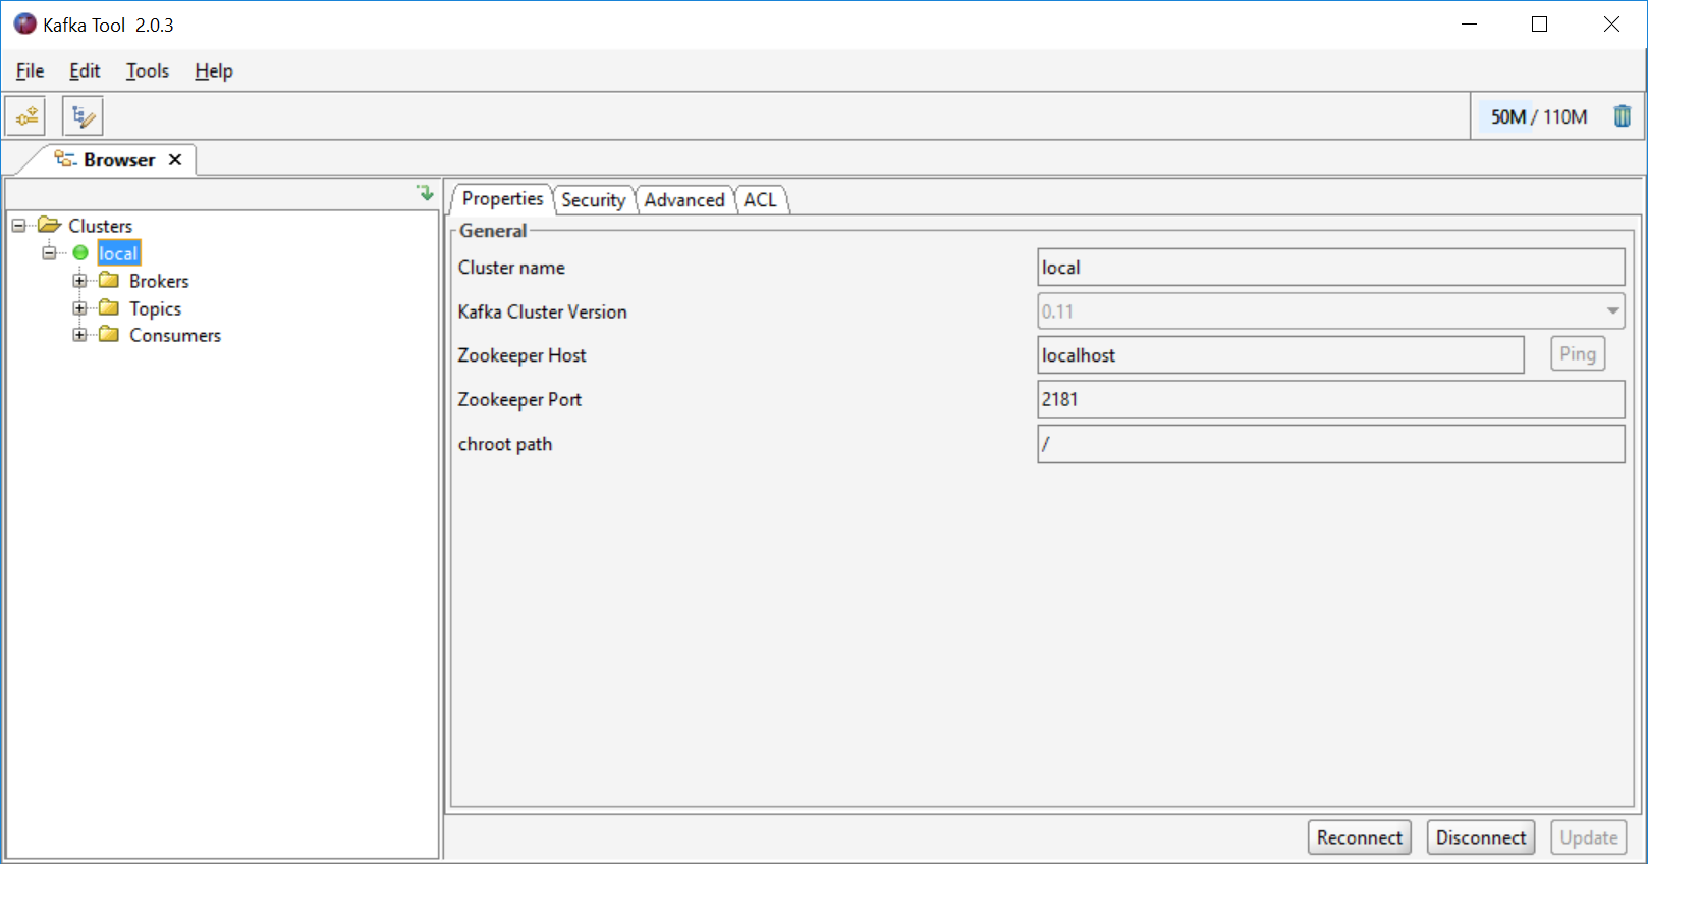 Kafka Tool 2.0.3
File Edit Tools Help
50M / 110M
Browser
Clusters
local
Brokers
Topics
Consumers
Properties Security Advanced ACL
General
Cluster name local
Kafka Cluster Version 0.11
Zookeeper Host localhost Ping
Zookeeper Port 2181
chroot path /
Reconnect Disconnect Update